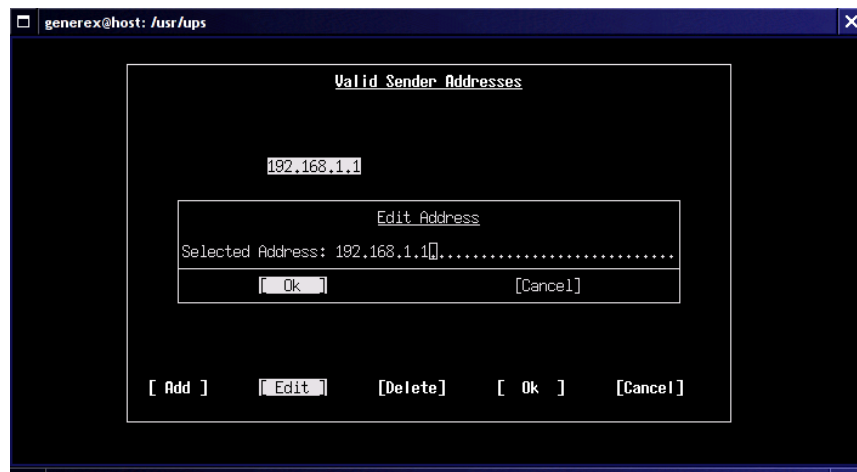 generex@host: /usr/ups
Valid Sender Addresses
192.168.1.1
Edit Address
Selected Address: 192.168.1.1.............................
[ Ok ] [Cancel]
[ Add ] [ Edit ] [Delete] [ Ok ] [Cancel]